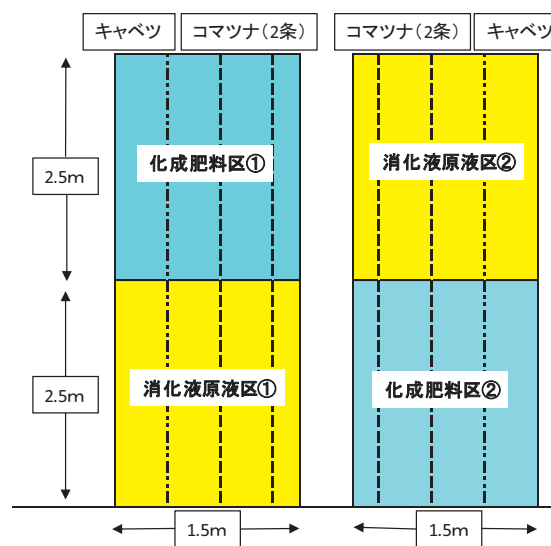 キャベツ
コマツナ(2条)
コマツナ(2条)
キャベツ
化成肥料区①
消化液原液区②
2.5m
消化液原液区①
化成肥料区②
2.5m
1.5m
1.5m